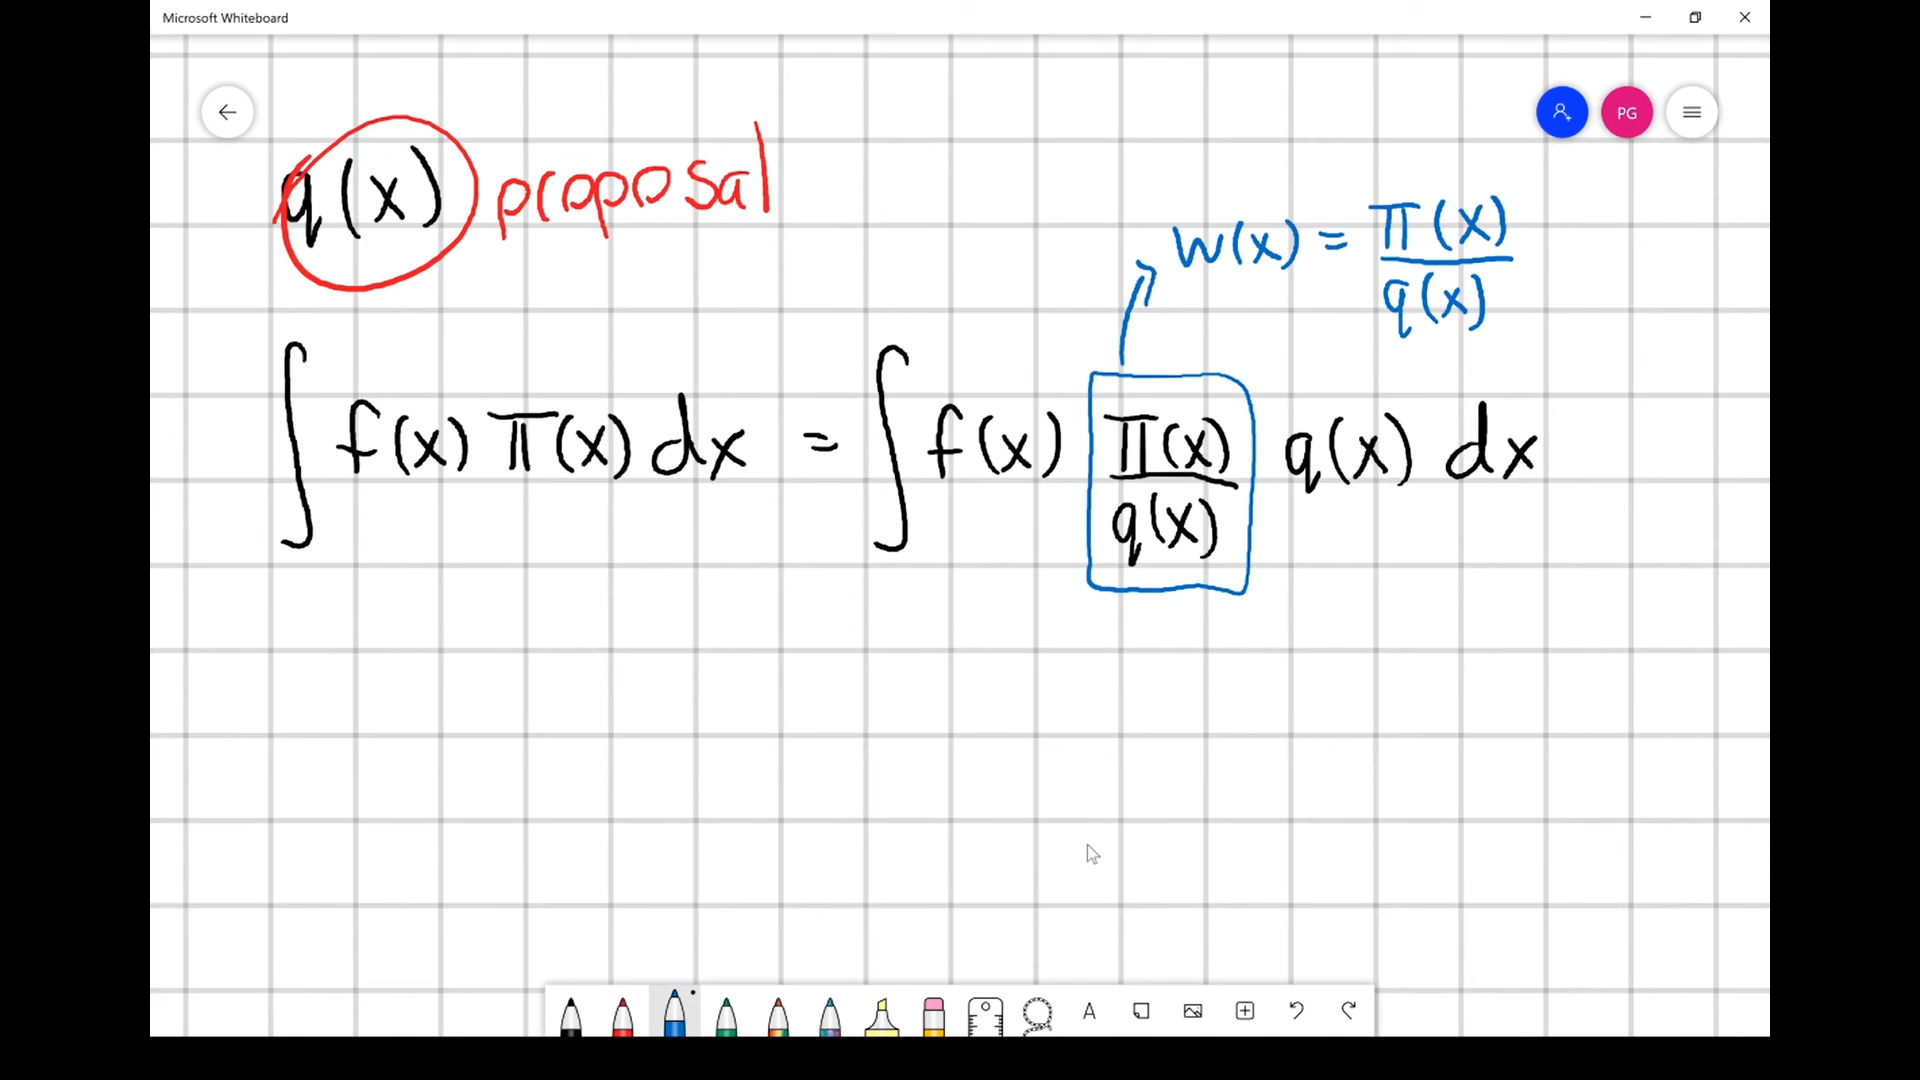 Microsoft Whiteboard
PG
q(x) proposal
w(x) = π(x)/q(x)
∫ f(x) π(x) dx = ∫ f(x) π(x)/q(x) q(x) dx
A